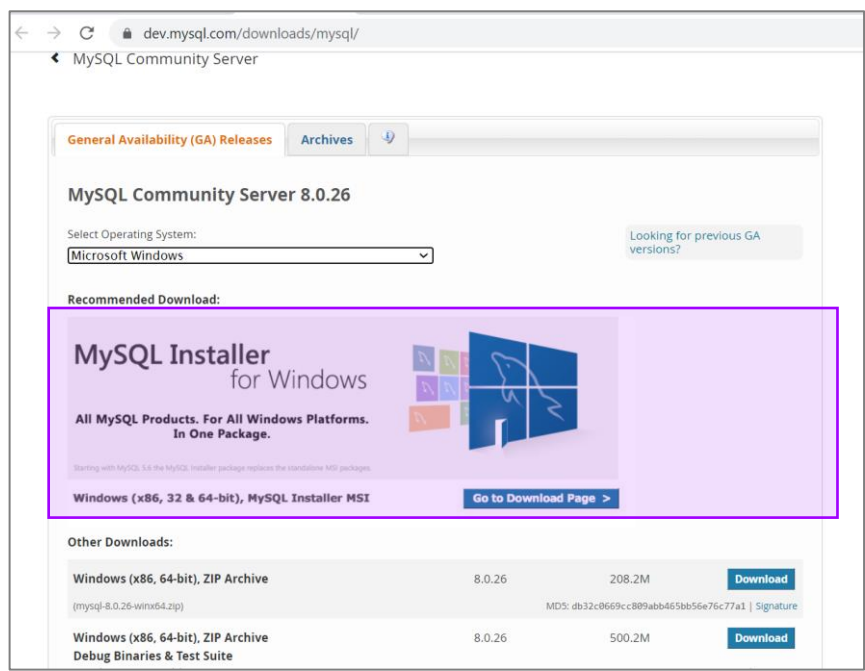 dev.mysql.com/downloads/mysql/
MySQL Community Server
General Availability (GA) Releases
Archives
MySQL Community Server 8.0.26
Select Operating System:
Looking for previous GA
versions?
Microsoft Windows
Recommended Download:
MySQL Installer
for Windows
All MySQL Products. For All Windows Platforms.
In One Package.
Starting with MySQL 5.6 the MySQL Installer package replaces the standalone MSI packages.
Windows (x86, 32 & 64-bit), MySQL Installer MSI
Go to Download Page >
Other Downloads:
Windows (x86, 64-bit), ZIP Archive 8.0.26 208.2M Download
(mysql-8.0.26-winx64.zip) MD5: db32c0669cc809abb465bb56e76c77a1 | Signature
Windows (x86, 64-bit), ZIP Archive 8.0.26 500.2M Download
Debug Binaries & Test Suite